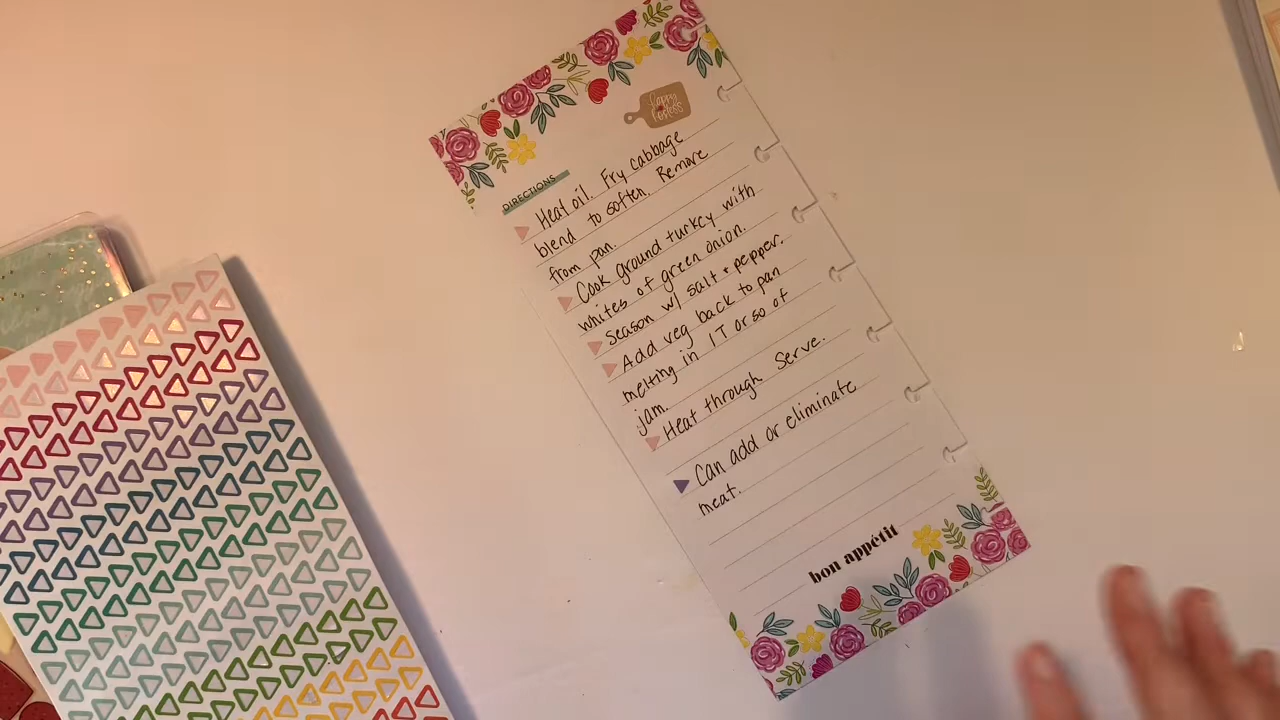 happy
hostess
DIRECTIONS
Heat oil. Fry cabbage
blend to soften. Remove
from pan.
Cook ground turkey with
whites of green onion.
Season w/ salt + pepper.
Add veg back to pan
melting in 1T or so of
jam.
Heat through Serve.
Can add or eliminate
meat.
bon appétit